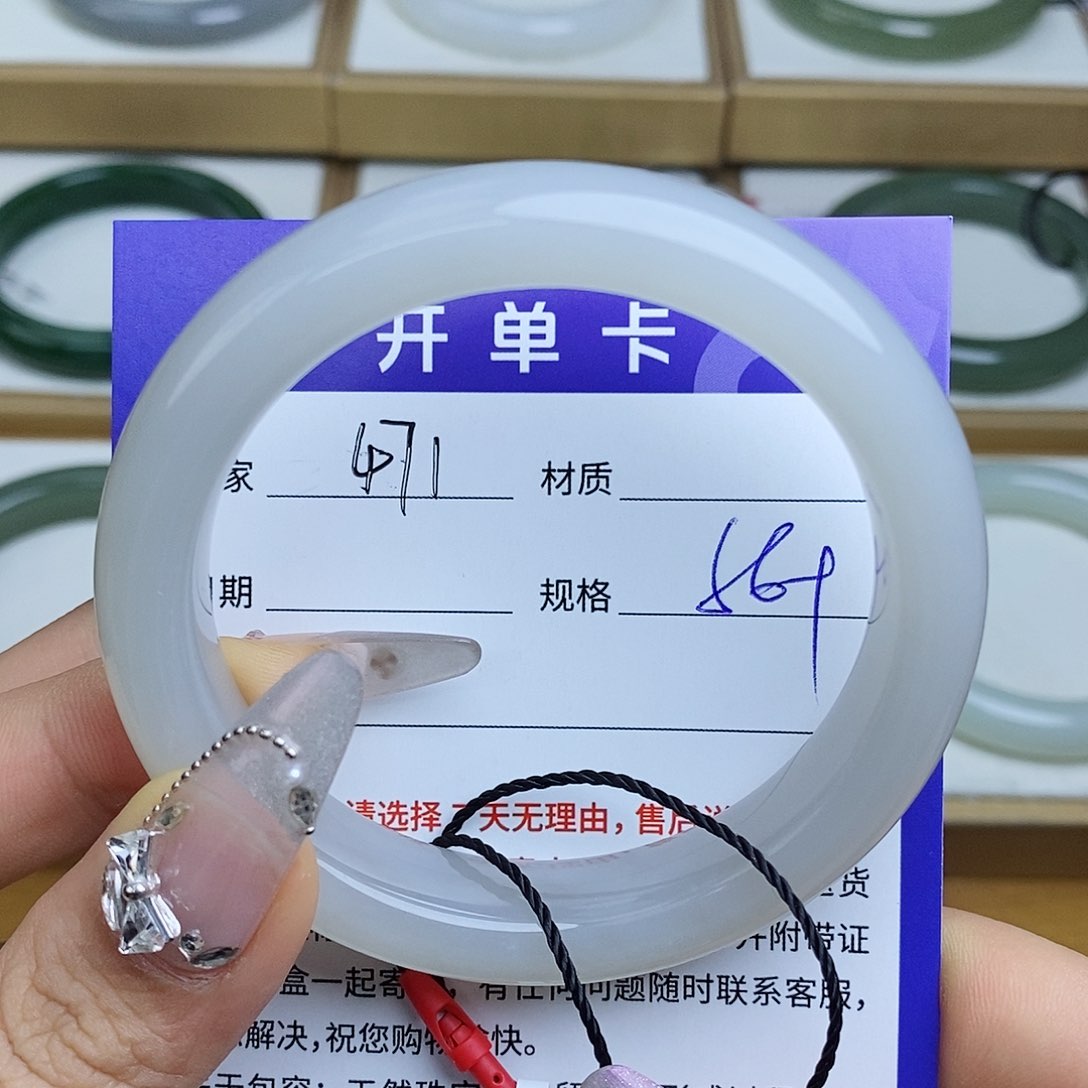 开单卡
家 471 材质
期 规格 569
请选择 天无理由，售后
货
并附带证
盒一起寄 ，有任何问题随时联系客服，
解决，祝您购物愉快。